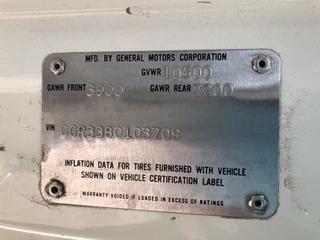 MFD. BY GENERAL MOTORS CORPORATION
GVWR 10500
GAWR FRONT 3900 GAWR REAR 7200
VIN CCR3380103709
INFLATION DATA FOR TIRES FURNISHED WITH VEHICLE
SHOWN ON VEHICLE CERTIFICATION LABEL
WARRANTY VOIDED IF LOADED IN EXCESS OF RATINGS